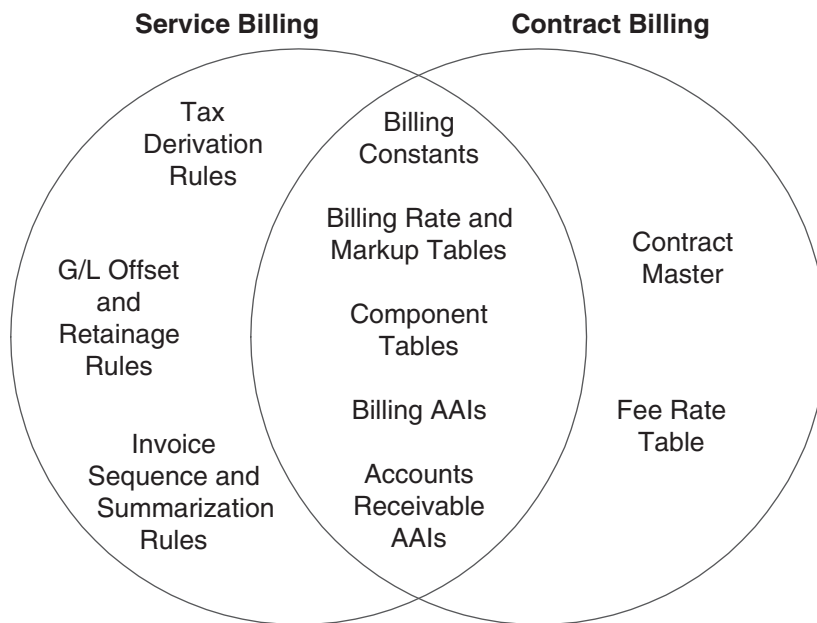 Service Billing
Contract Billing
Tax
Derivation
Rules
G/L Offset
and
Retainage
Rules
Invoice
Sequence and
Summarization
Rules
Billing
Constants
Billing Rate and
Markup Tables
Component
Tables
Billing AAIs
Accounts
Receivable
AAIs
Contract
Master
Fee Rate
Table